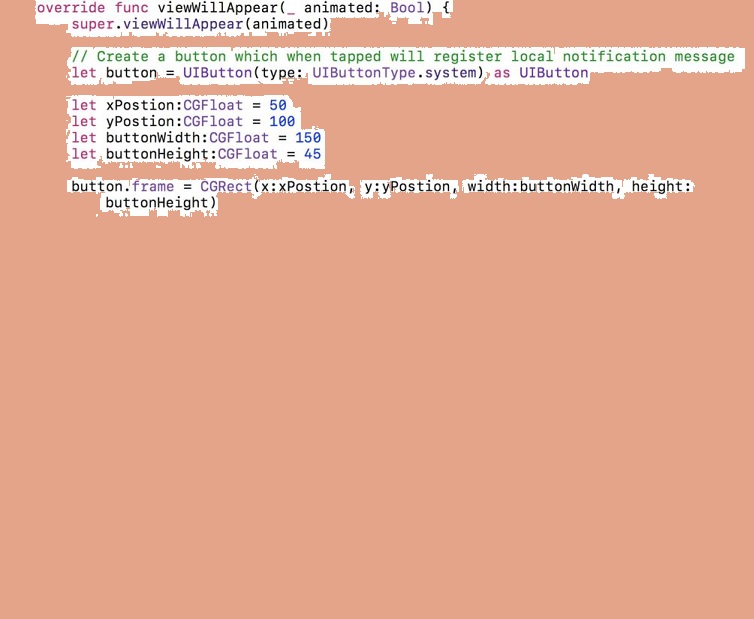 override func viewWillAppear(_ animated: Bool) {
super.viewWillAppear(animated)
// Create a button which when tapped will register local notification message
let button = UIButton(type: UIButtonType.system) as UIButton
let xPostion:CGFloat = 50
let yPostion:CGFloat = 100
let buttonWidth:CGFloat = 150
let buttonHeight:CGFloat = 45
button.frame = CGRect(x:xPostion, y:yPostion, width:buttonWidth, height:
buttonHeight)